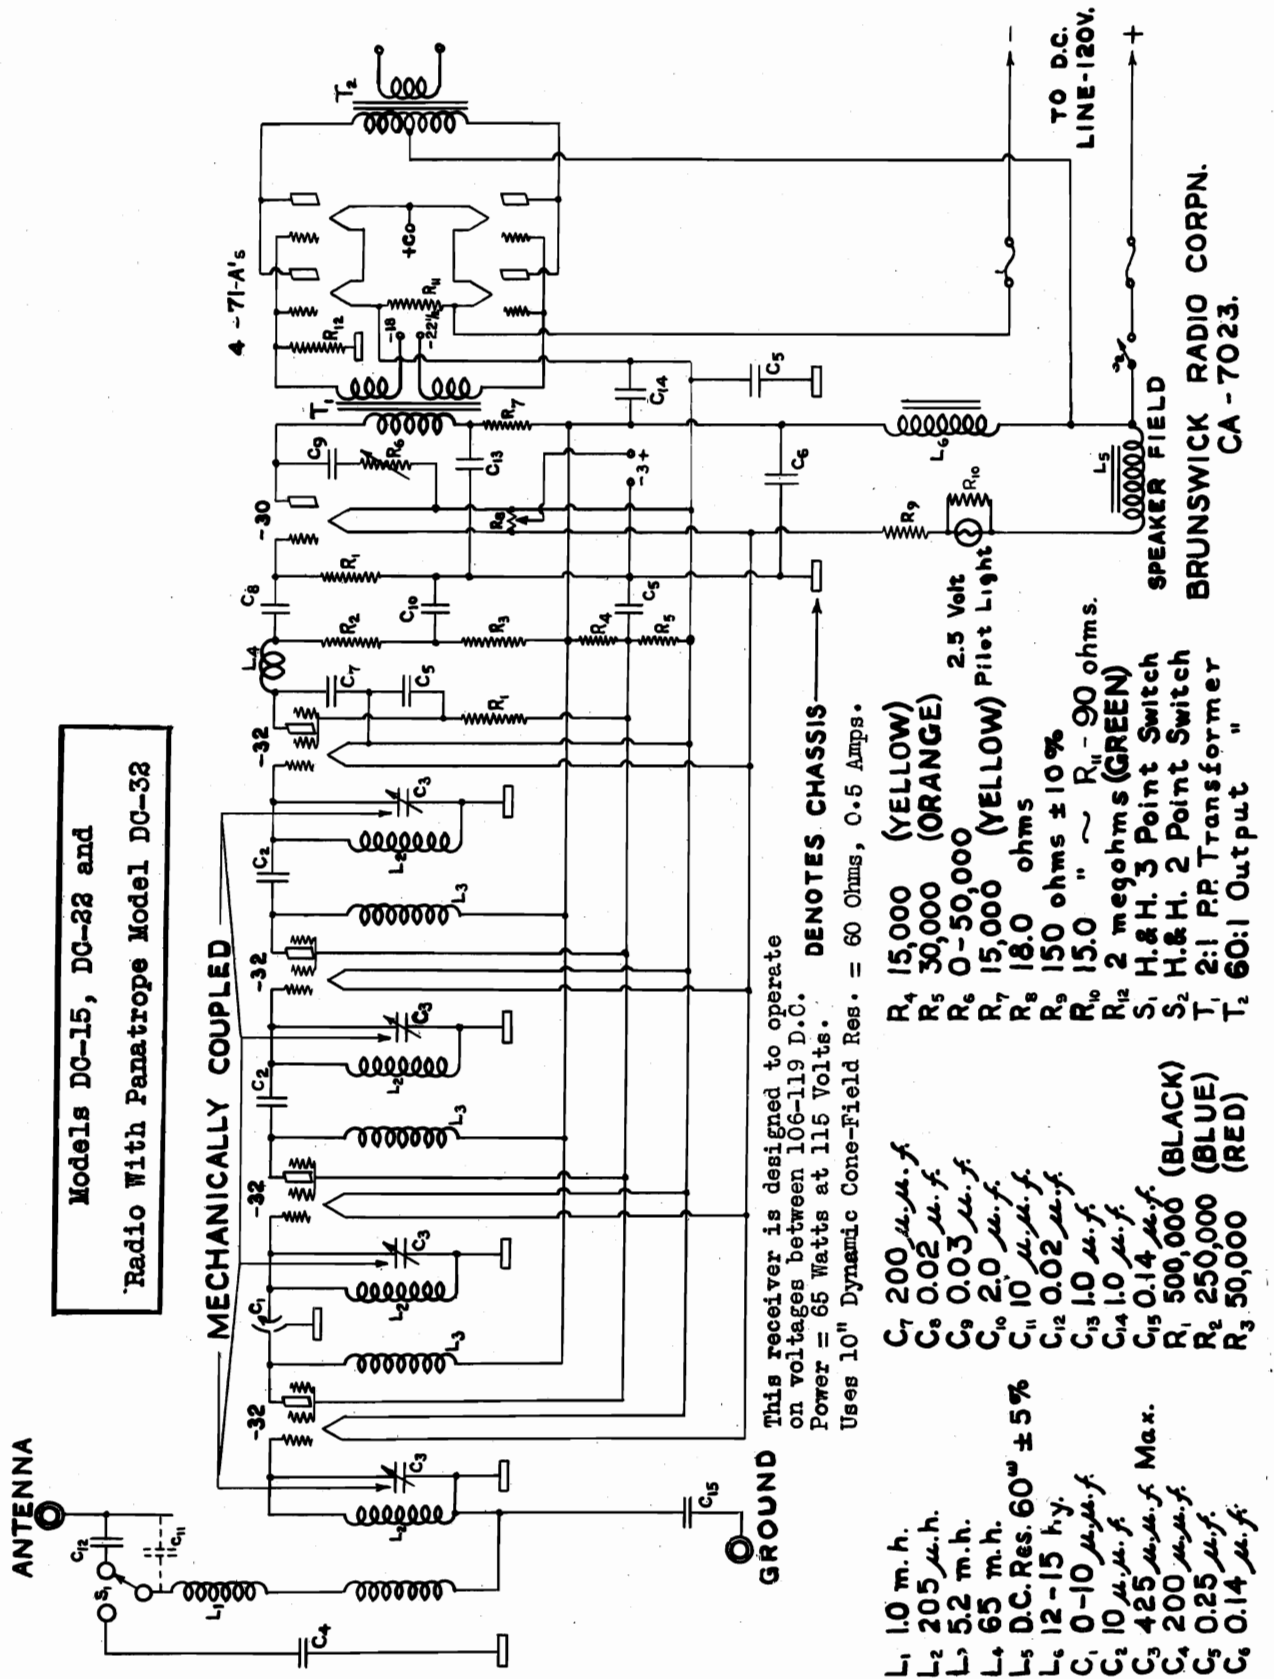 Models DC-15, DC-22 and
Radio With Panatrope Model DC-32
MECHANICALLY COUPLED
ANTENNA
C12
C11
S1
L1
C4
L2
C3
C15
GROUND
-32
L3
C1
L2
C3
-32
L3
C2
L2
C3
-32
L3
C2
L2
C3
-32
C7
C5
R1
L4
C8
R2
C10
R3
R4
R5
C5
R1
-30
C9
R6
R8
C13
R7
-3+
T1
C14
C6
C5
4-71-A's
R12
-18
-22½
R11
+Co
T2
L6
R9
R10
2.5 Volt
Pilot Light
L5
SPEAKER FIELD
S2
TO D.C.
LINE-120V.
-
+
DENOTES CHASSIS
This receiver is designed to operate
on voltages between 106-119 D.C.
Power = 65 Watts at 115 Volts.
Uses 10" Dynamic Cone-Field Res. = 60 Ohms, 0.5 Amps.
L1 1.0 m.h.
L2 205 μ.h.
L3 5.2 m.h.
L4 65 m.h.
L5 D.C. Res. 60ω ± 5%
L6 12-15 hy.
C1 0-10 μ.μ.f.
C2 10 μ.μ.f.
C3 425 μ.μ.f. Max.
C4 200 μ.μ.f.
C5 0.25 μ.f.
C6 0.14 μ.f.
C7 200 μ.μ.f.
C8 0.02 μ.f.
C9 0.03 μ.f.
C10 2.0 μ.f.
C11 10 μ.μ.f.
C12 0.02 μ.f.
C13 1.0 μ.f.
C14 1.0 μ.f.
C15 0.14 μ.f.
R1 500,000 (BLACK)
R2 250,000 (BLUE)
R3 50,000 (RED)
R4 15,000 (YELLOW)
R5 30,000 (ORANGE)
R6 0-50,000
R7 15,000 (YELLOW)
R8 18.0 ohms
R9 150 ohms ± 10%
R10 15.0 " ~ R11-90 ohms.
R12 2 megohms (GREEN)
S1 H.&H. 3 Point Switch
S2 H.&H. 2 Point Switch
T1 2:1 P.P. Transformer
T2 60:1 Output "
BRUNSWICK RADIO CORPN.
CA-7023.